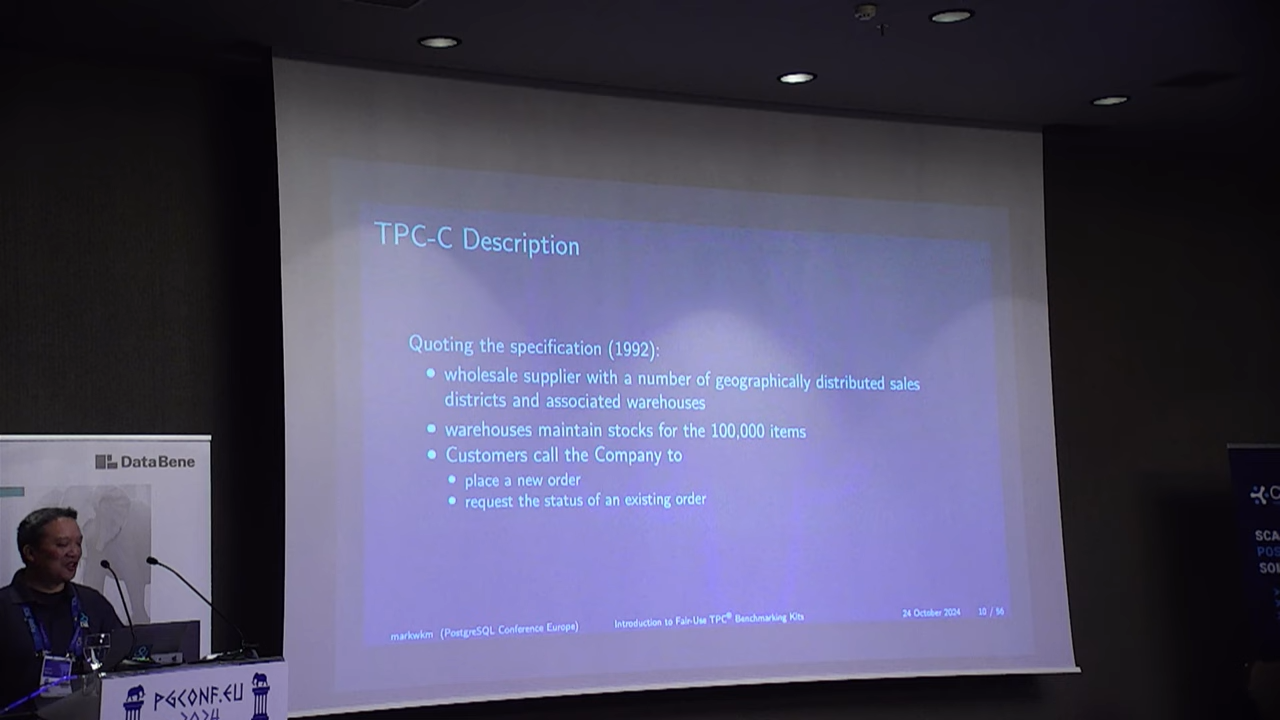 TPC-C Description
Quoting the specification (1992):
wholesale supplier with a number of geographically distributed sales
districts and associated warehouses
warehouses maintain stocks for the 100,000 items
Customers call the Company to
place a new order
request the status of an existing order
markwkm (PostgreSQL Conference Europe)
Introduction to Fair-Use TPC® Benchmarking Kits
24 October 2024
10 / 56
DataBene
PGCONF.EU
2024